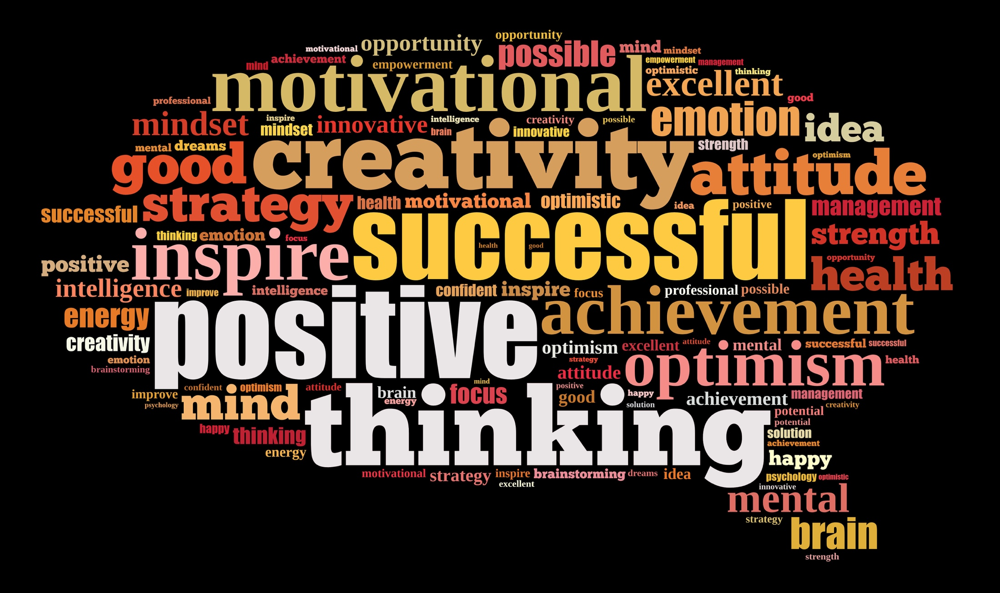 opportunity
motivational opportunity possible mind mindset
mind achievement empowerment empowerment management
motivational optimistic thinking
excellent
professional good
mindset inspire innovative intelligence creativity possible emotion idea
mindset brain innovative
mental dreams creativity strength
good attitude optimism
strategy health motivational optimistic idea positive management
successful successful
thinking emotion focus strength
inspire health good
positive opportunity
health
intelligence improve intelligence confident inspire focus professional possible
energy positive achievement
creativity optimism excellent attitude mental successful successful
emotion strategy optimism health
brainstorming attitude
mind
improve confident optimism attitude brain focus positive happy achievement management
psychology mind energy good solution creativity
thinking potential
potential
happy thinking solution
achievement
energy happy
motivational strategy inspire brainstorming dreams idea psychology optimistic
excellent innovative
mental
strategy
brain
strength